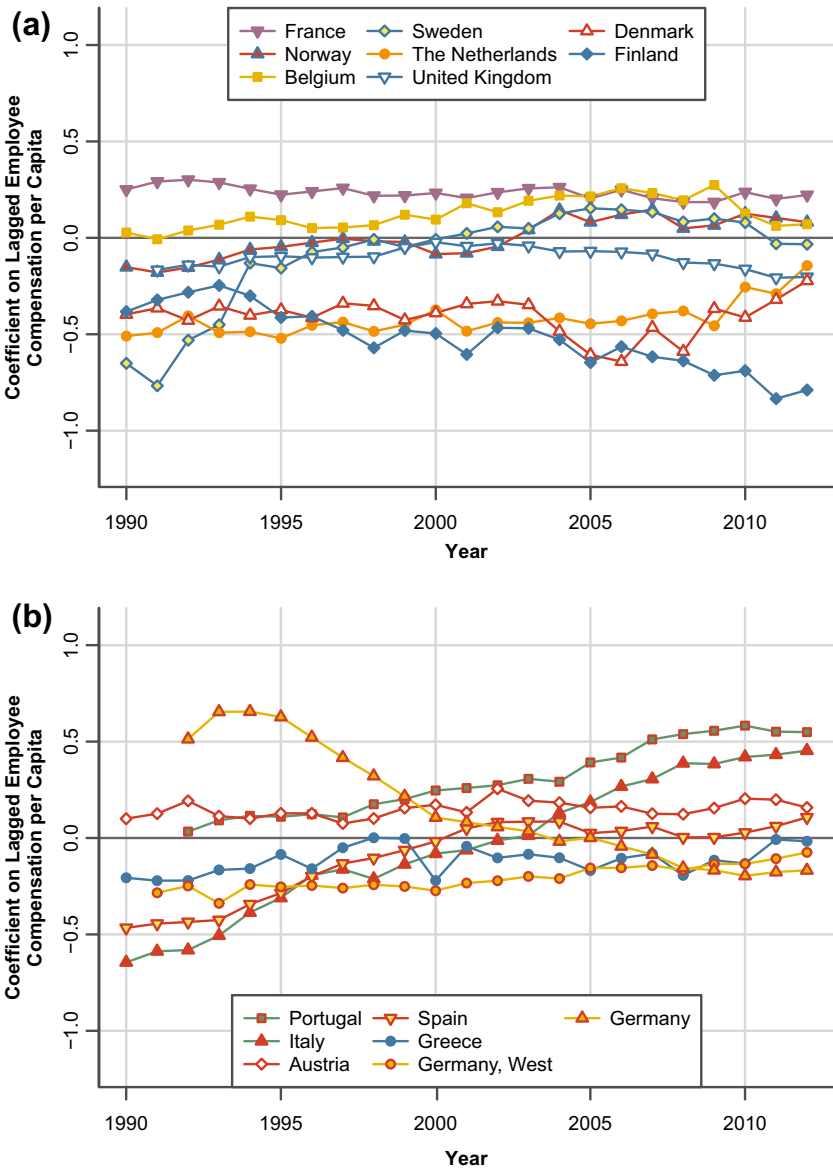 (a)
France Sweden Denmark
Norway The Netherlands Finland
Belgium United Kingdom
Coefficient on Lagged Employee
Compensation per Capita
1.0
0.5
0.0
−0.5
−1.0
1990 1995 2000 2005 2010
Year
(b)
Coefficient on Lagged Employee
Compensation per Capita
1.0
0.5
0.0
−0.5
−1.0
Portugal Spain Germany
Italy Greece
Austria Germany, West
1990 1995 2000 2005 2010
Year